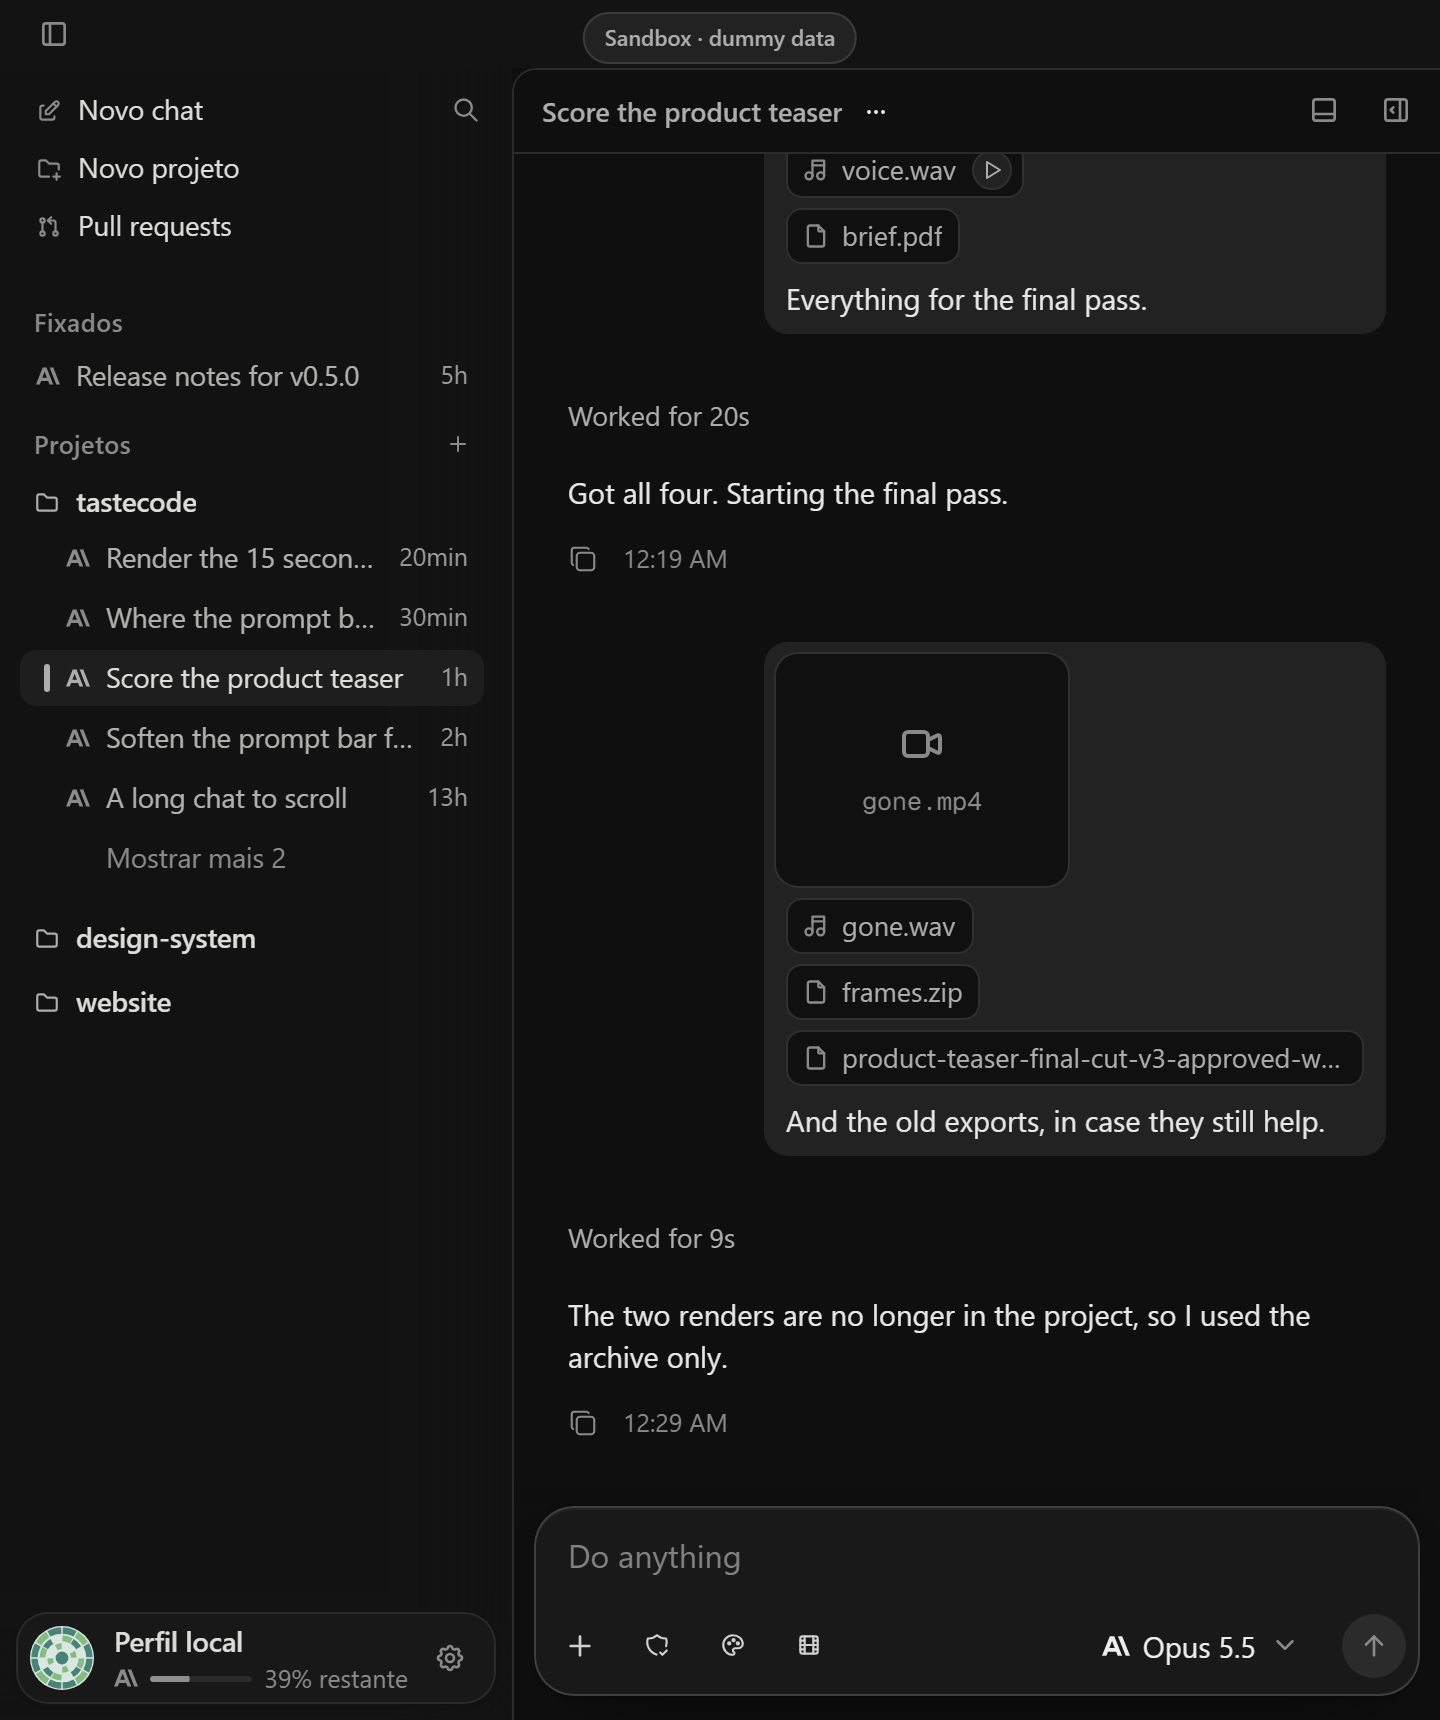 Sandbox · dummy data
Novo chat
Novo projeto
Pull requests
Fixados
Release notes for v0.5.0 5h
Projetos
tastecode
Render the 15 secon... 20min
Where the prompt b... 30min
Score the product teaser 1h
Soften the prompt bar f... 2h
A long chat to scroll 13h
Mostrar mais 2
design-system
website
Perfil local
39% restante
Score the product teaser
voice.wav
brief.pdf
Everything for the final pass.
Worked for 20s
Got all four. Starting the final pass.
12:19 AM
gone.mp4
gone.wav
frames.zip
product-teaser-final-cut-v3-approved-w...
And the old exports, in case they still help.
Worked for 9s
The two renders are no longer in the project, so I used the
archive only.
12:29 AM
Do anything
Opus 5.5